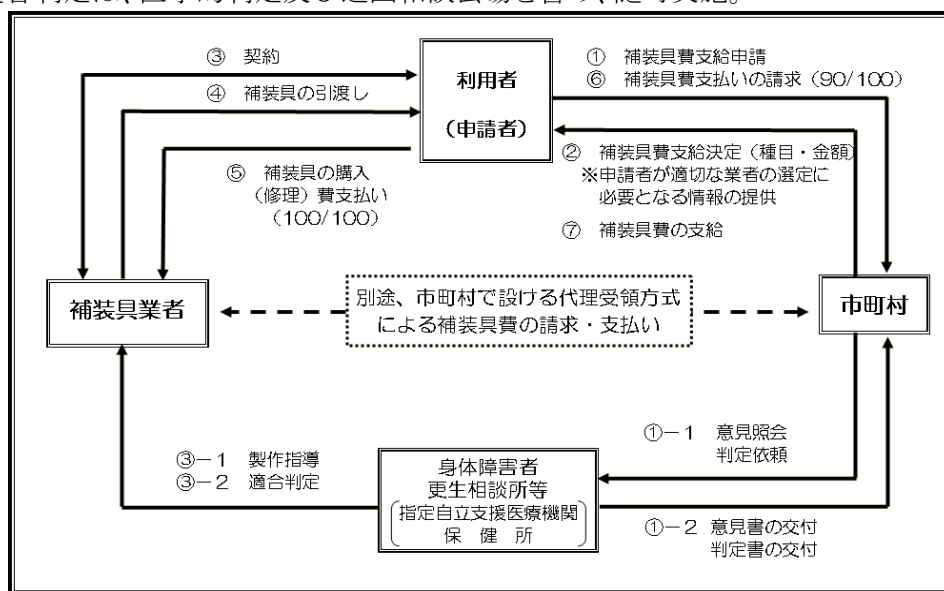 ③ 契約
④ 補装具の引渡し
⑤ 補装具の購入
（修理）費支払い
（100/100）
利用者
（申請者）
① 補装具費支給申請
⑥ 補装具費支払いの請求（90/100）
② 補装具費支給決定（種目・金額）
※申請者が適切な業者の選定に
必要となる情報の提供
⑦ 補装具費の支給
補装具業者
別途、市町村で設ける代理受領方式
による補装具費の請求・支払い
市町村
①－1 意見照会
判定依頼
③－1 製作指導
③－2 適合判定
身体障害者
更生相談所等
指定自立支援医療機関
保健所
①－2 意見書の交付
判定書の交付